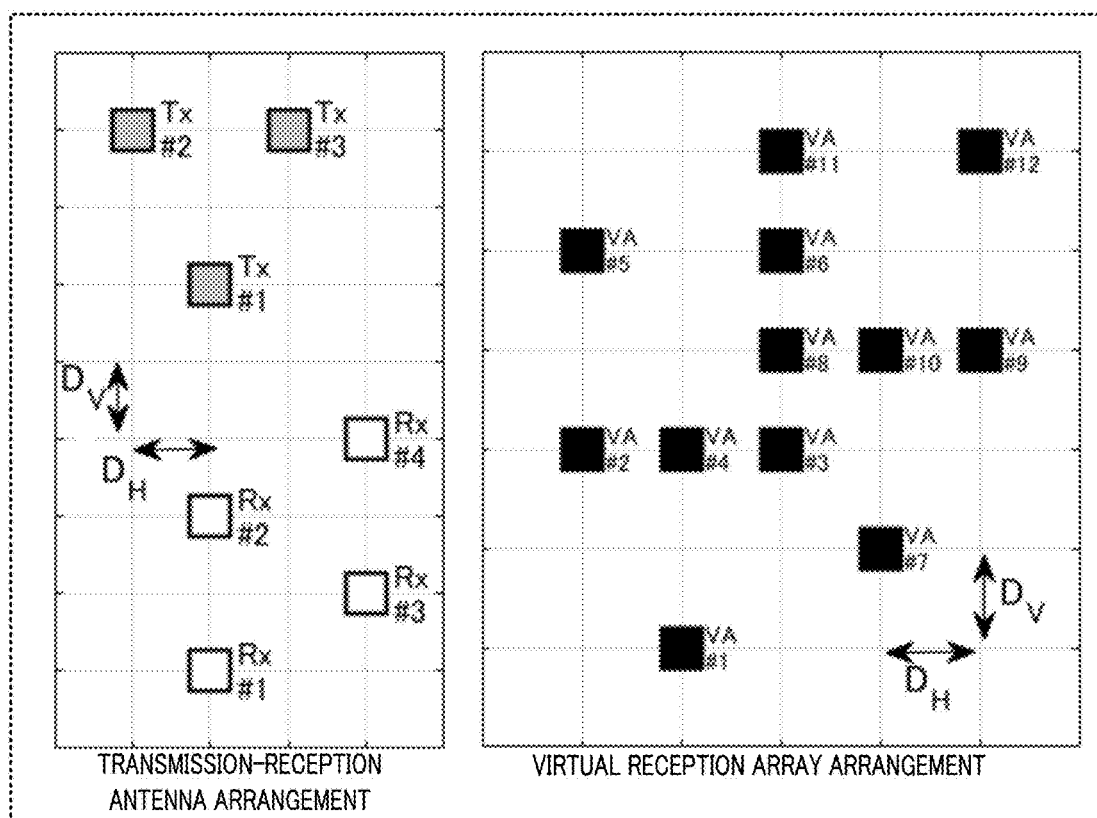 Tx
#2
Tx
#3
Tx
#1
D V
D H
Rx
#4
Rx
#2
Rx
#3
Rx
#1
TRANSMISSION-RECEPTION
ANTENNA ARRANGEMENT
VA
#11
VA
#12
VA
#5
VA
#6
VA
#8
VA
#10
VA
#9
VA
#2
VA
#4
VA
#3
VA
#7
D V
VA
#1
D H
VIRTUAL RECEPTION ARRAY ARRANGEMENT